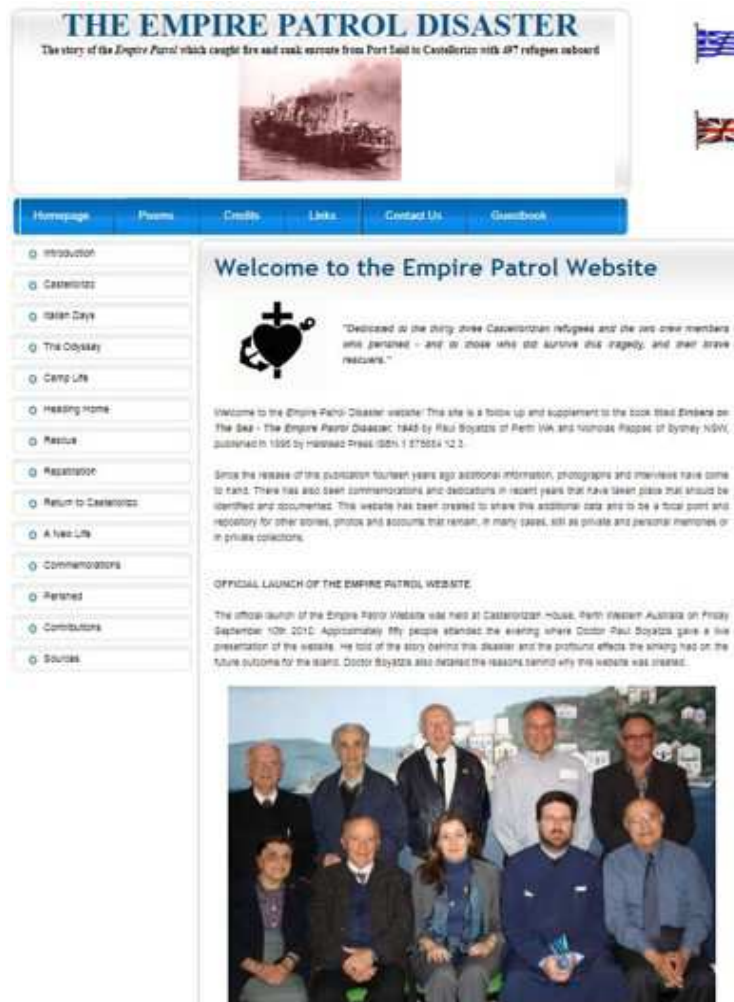 THE EMPIRE PATROL DISASTER
The story of the Empire Patrol which caught fire and sank enroute from Port Said to Castellorizo with 497 refugees onboard
Homepage Poems Credits Links Contact Us Guestbook
Introduction
Castellorizo
Italian Days
The Odyssey
Camp Life
Heading Home
Rescue
Repatriation
Return to Castellorizo
A New Life
Commemorations
Perished
Contributions
Sources
Welcome to the Empire Patrol Website
"Dedicated to the thirty three Castellorizian refugees and the two crew members
who perished - and to those who did survive this tragedy, and their brave
rescuers."
Welcome to the Empire Patrol Disaster website! This site is a follow up and supplement to the book titled Embers on
The Sea - The Empire Patrol Disaster, 1945 by Paul Boyatzis of Perth WA and Nicholas Pappas of Sydney NSW,
published in 1995 by Halstead Press ISBN
Since the release of this publication fourteen years ago additional information, photographs and interviews have come
to hand. There has also been commemorations and dedications in recent years that have taken place that should be
identified and documented. This website has been created to share this additional data and to be a focal point and
repository for other stories, photos and accounts that remain, in many cases, still as private and personal memories or
in private collections.
OFFICIAL LAUNCH OF THE EMPIRE PATROL WEBSITE
The official launch of the Empire Patrol Website was held at Castellorizian House, Perth Western Australia on Friday
September 10th 2010. Approximately fifty people attended the evening where Doctor Paul Boyatzis gave a live
presentation of the website. He told of the story behind this disaster and the profound effects the sinking had on the
future outcome for the island. Doctor Boyatzis also detailed the reasons behind why this website was created.